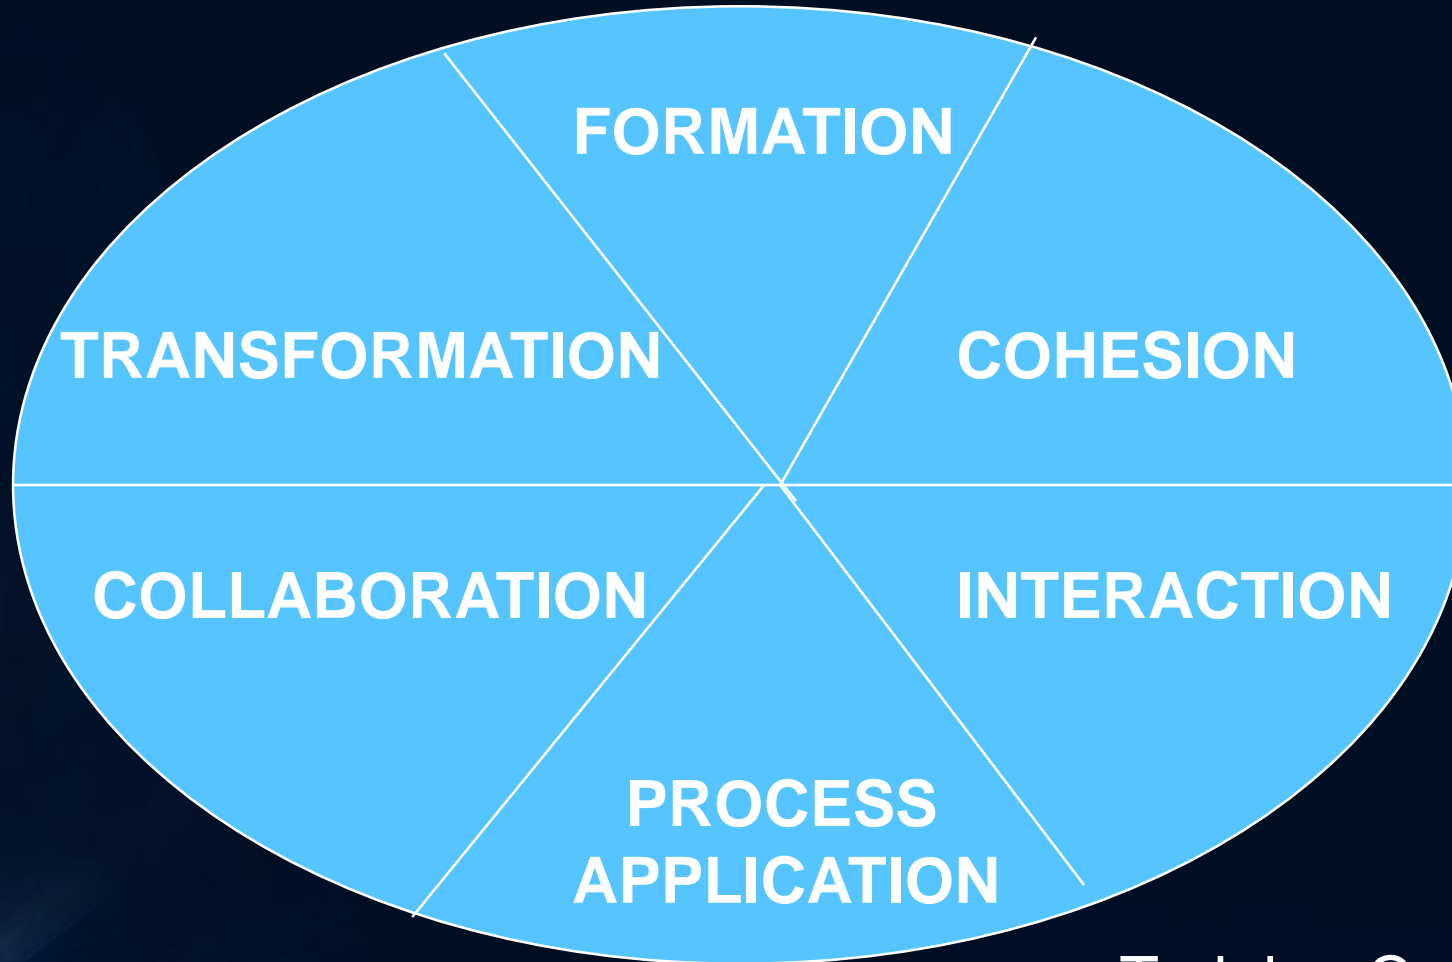 FORMATION
TRANSFORMATION
COHESION
COLLABORATION
INTERACTION
PROCESS
APPLICATION